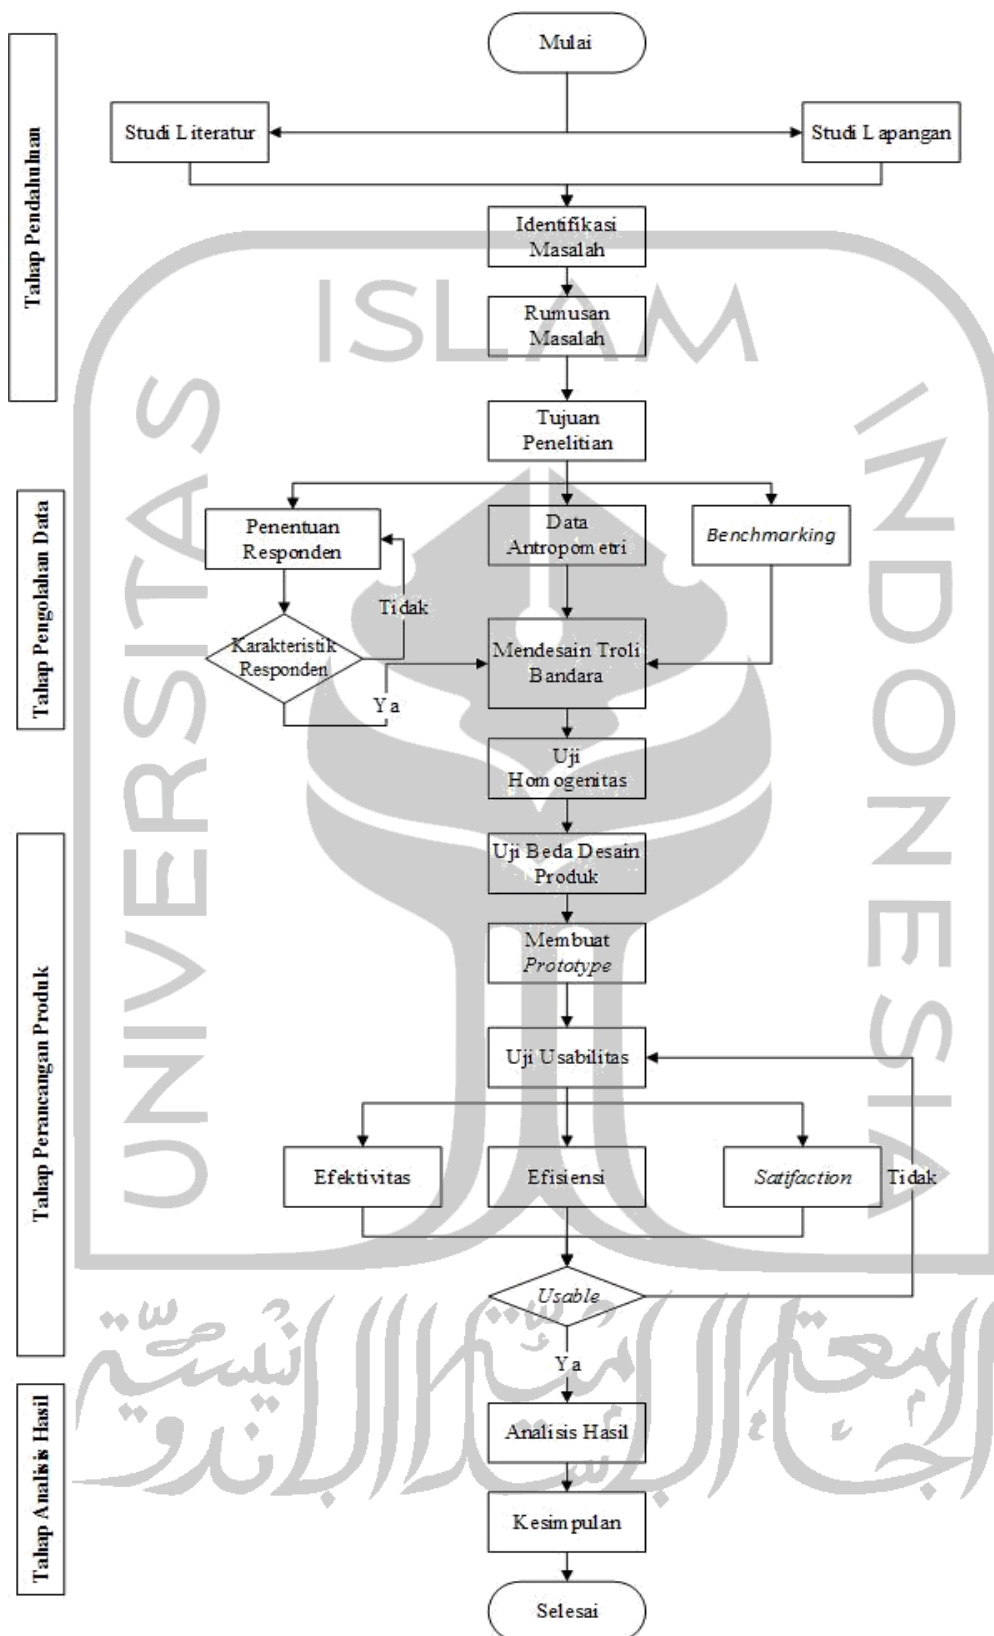 Mulai
Tahap Pendahuluan
Studi Literatur
Studi Lapangan
Identifikasi
Masalah
Rumusan
Masalah
Tujuan
Penelitian
Tahap Pengolahan Data
Penentuan
Responden
Data
Antropometri
Benchmarking
Tidak
Karakteristik
Responden
Mendesain Troli
Bandara
Ya
Uji
Homogenitas
Tahap Perancangan Produk
Uji Beda Desain
Produk
Membuat
Prototype
Uji Usabilitas
Efektivitas
Efisiensi
Satifaction
Tidak
Usable
Ya
Tahap Analisis Hasil
Analisis Hasil
Kesimpulan
Selesai
UNIVERSITAS
ISLAM
INDONESIA